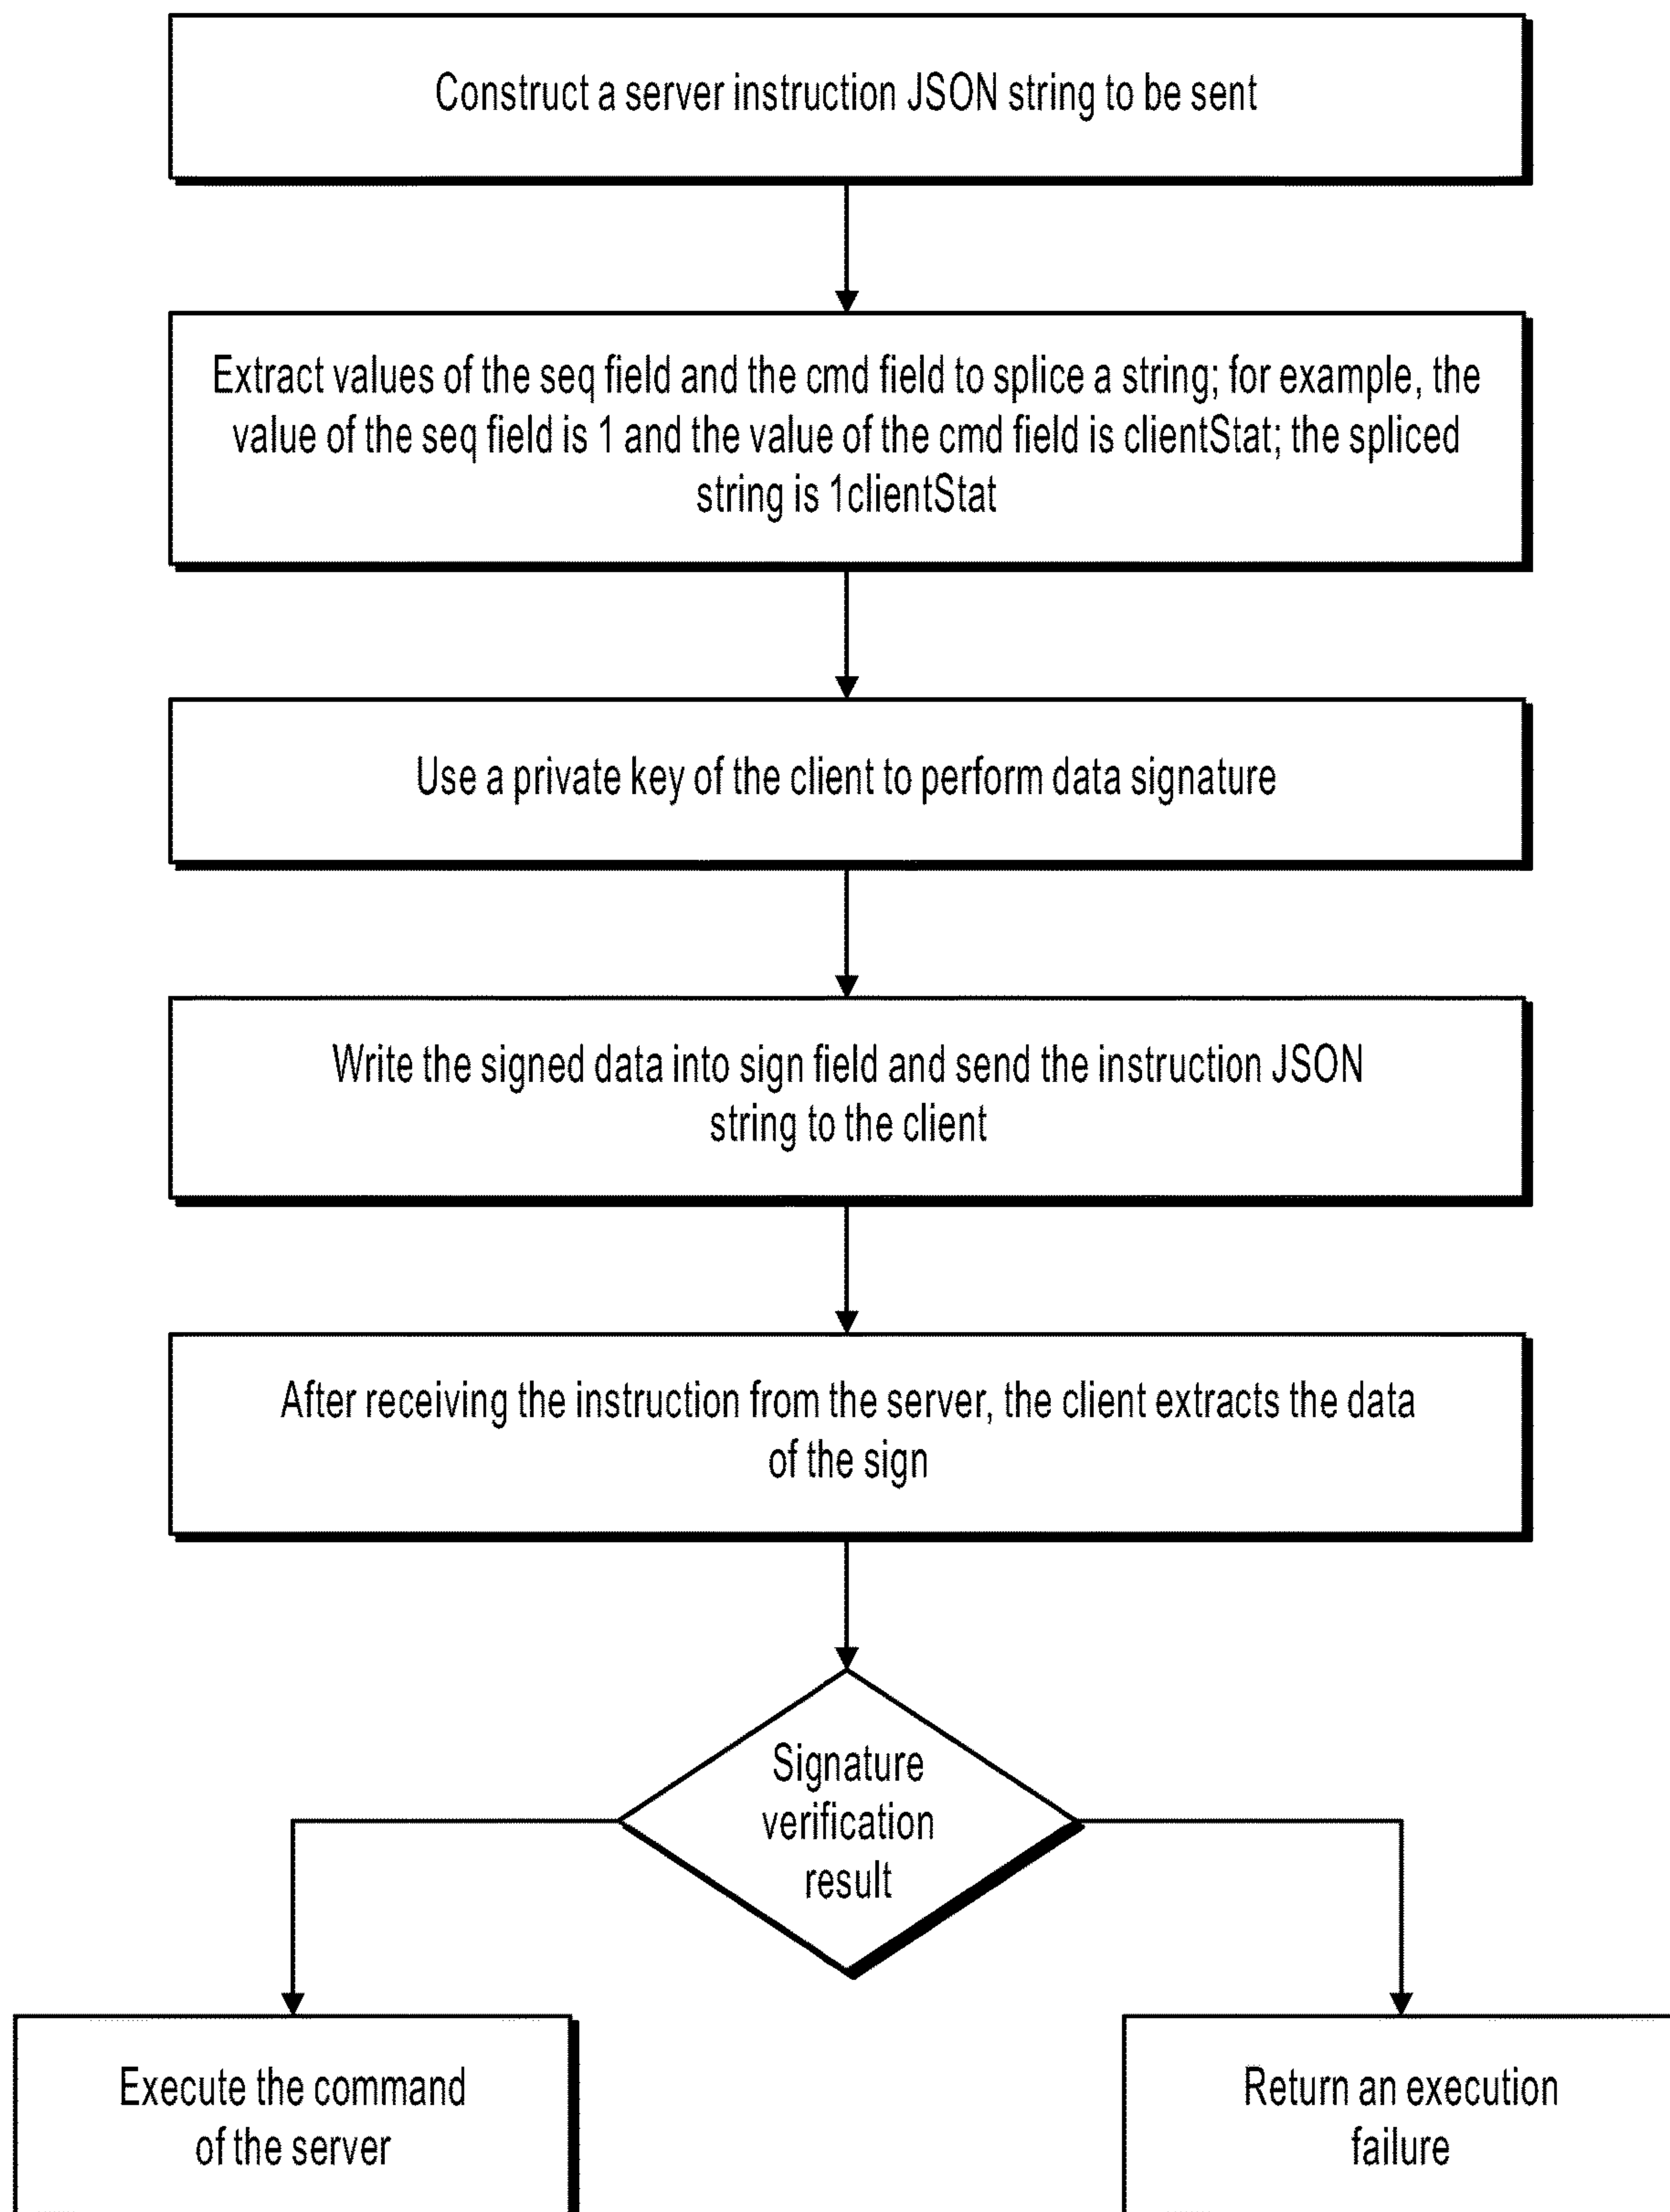 Construct a server instruction JSON string to be sent
Extract values of the seq field and the cmd field to splice a string; for example, the
value of the seq field is 1 and the value of the cmd field is clientStat; the spliced
string is 1clientStat
Use a private key of the client to perform data signature
Write the signed data into sign field and send the instruction JSON
string to the client
After receiving the instruction from the server, the client extracts the data
of the sign
Signature
verification
result
Execute the command
of the server
Return an execution
failure